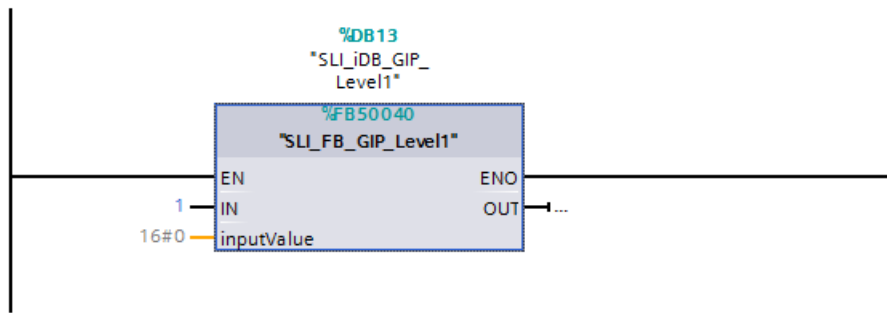 %DB13
"SLI_iDB_GIP_
Level1"
%FB50040
"SLI_FB_GIP_Level1"
EN ENO
1 IN OUT ...
16#0 inputValue